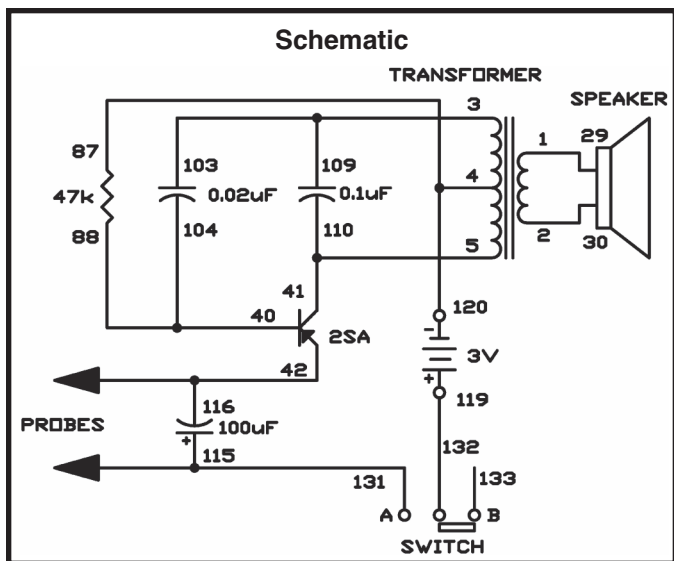 Schematic
TRANSFORMER
SPEAKER
3
1
29
87
103
109
47k
0.02uF
0.1uF
4
88
104
110
5
2
30
41
40
120
2SA
-
3V
42
+
116
119
PROBES
100uF
+
115
132
131
133
A
B
SWITCH